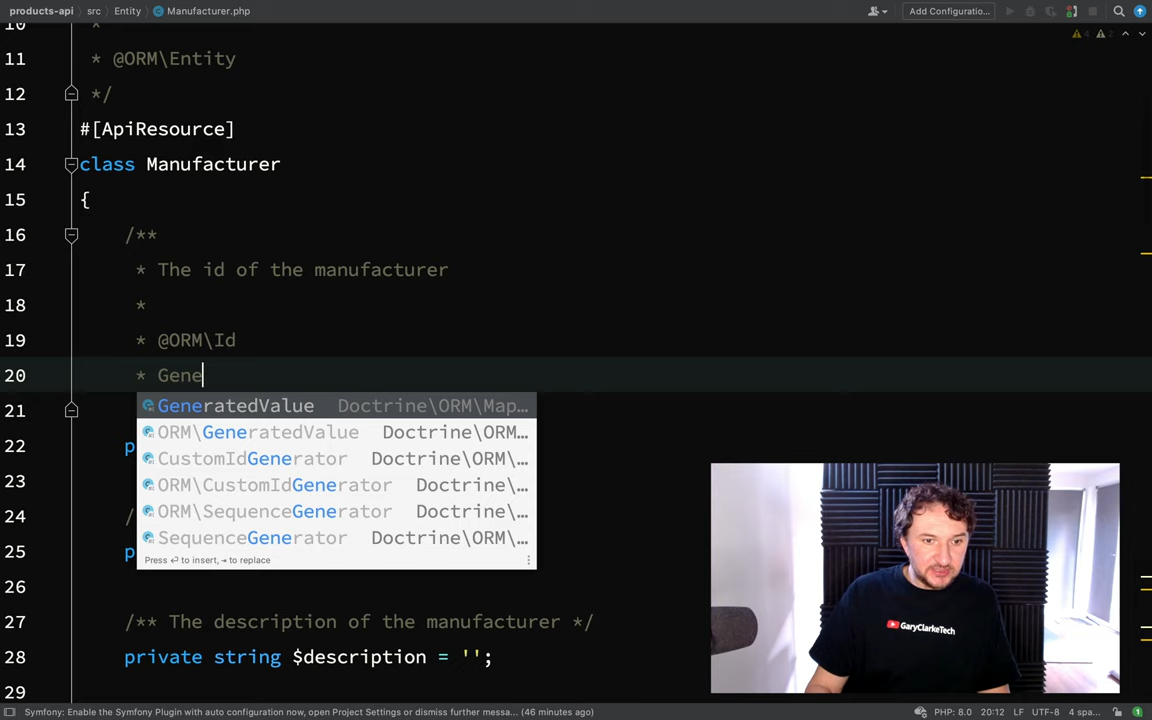 products-api
src
Entity
Manufacturer.php
Add Configuratio...
4
2
10 *
11 * @ORM\Entity
12 */
13 #[ApiResource]
14 class Manufacturer
15 {
16 /**
17 * The id of the manufacturer
18 *
19 * @ORM\Id
20 * Gene
21
GeneratedValue Doctrine\ORM\Map...
22 p
ORM\GeneratedValue Doctrine\ORM...
CustomIdGenerator Doctrine\ORM\...
23
ORM\CustomIdGenerator Doctrine\...
24 /
ORM\SequenceGenerator Doctrine\...
SequenceGenerator Doctrine\ORM\...
25 p
Press ↩ to insert, ⇥ to replace
26
27 /** The description of the manufacturer */
28 private string $description = '';
29
GaryClarkeTech
Symfony: Enable the Symfony Plugin with auto configuration now, open Project Settings or dismiss further messa... (46 minutes ago)
PHP: 8.0
20:12
LF
UTF-8
4 spa...
1